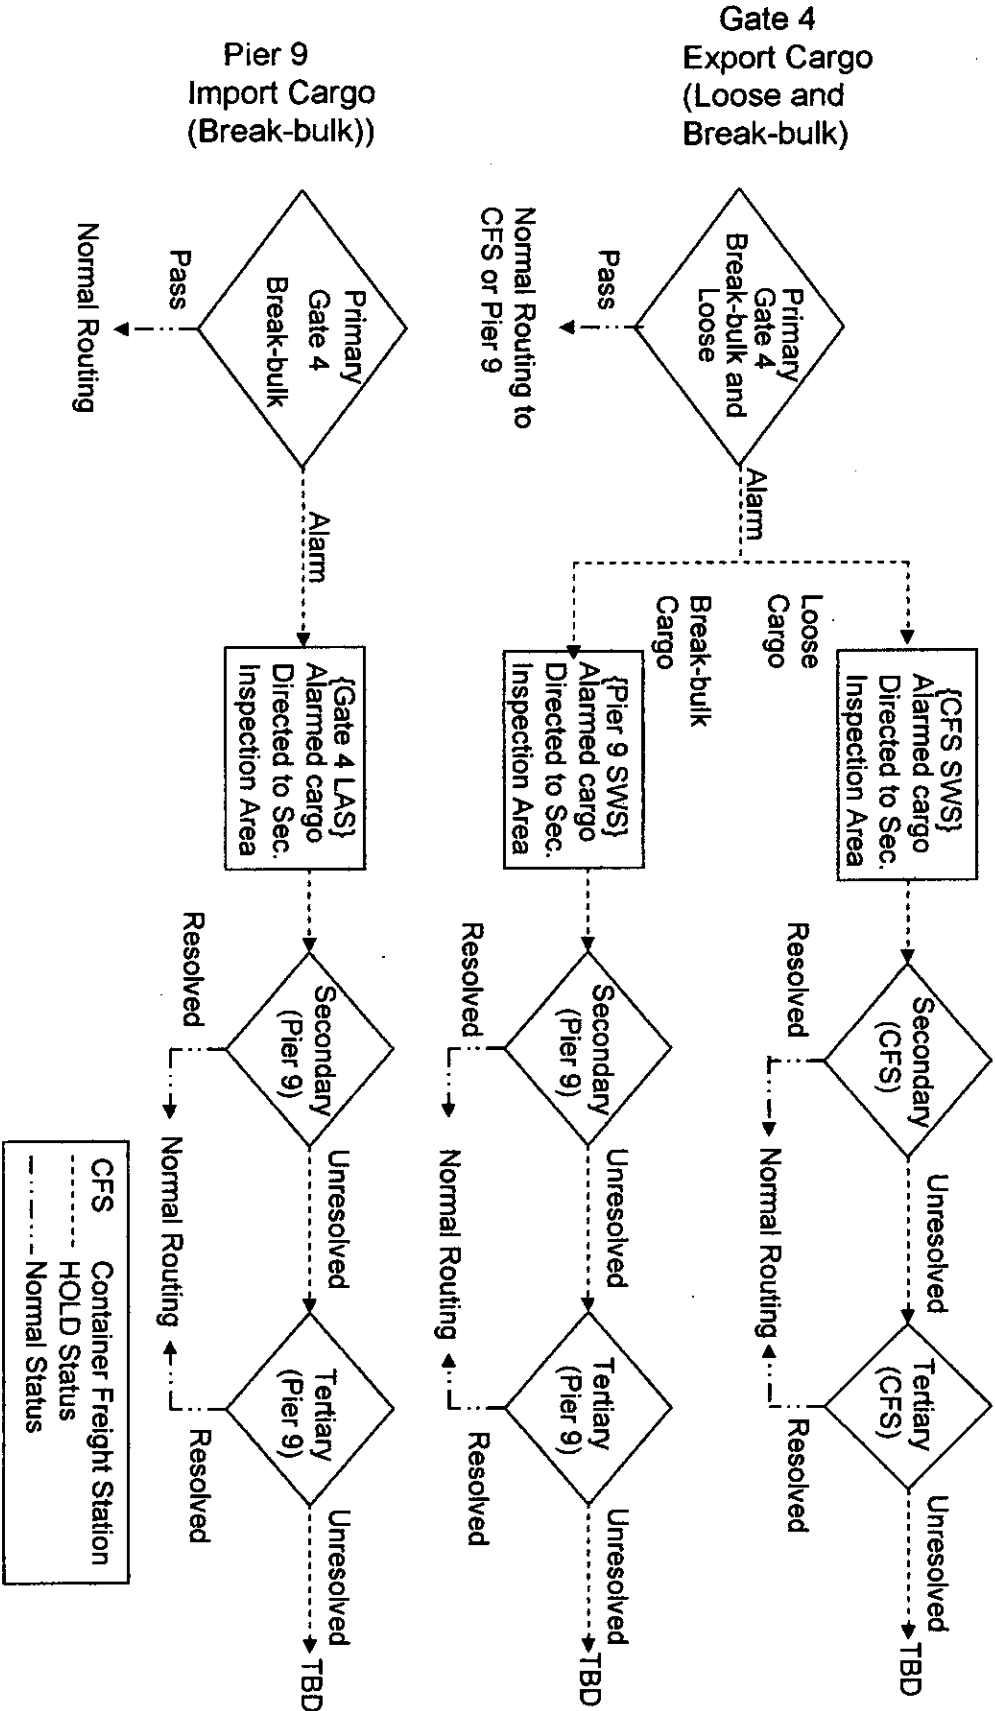 Gate 4
Export Cargo
(Loose and
Break-bulk)
Primary
Gate 4
Break-bulk and
Loose
Pass
Normal Routing to
CFS or Pier 9
Alarm
Loose
Cargo
Break-bulk
Cargo
{CFS SWS}
Alarmed cargo
Directed to Sec.
Inspection Area
Secondary
(CFS)
Resolved
Unresolved
Normal Routing
Tertiary
(CFS)
Resolved
Unresolved
TBD
{Pier 9 SWS}
Alarmed cargo
Directed to Sec.
Inspection Area
Secondary
(Pier 9)
Resolved
Unresolved
Normal Routing
Tertiary
(Pier 9)
Resolved
Unresolved
TBD
Pier 9
Import Cargo
(Break-bulk))
Primary
Gate 4
Break-bulk
Pass
Normal Routing
Alarm
{Gate 4 LAS}
Alarmed cargo
Directed to Sec.
Inspection Area
Secondary
(Pier 9)
Resolved
Unresolved
Normal Routing
Tertiary
(Pier 9)
Resolved
Unresolved
TBD
CFS Container Freight Station
HOLD Status
Normal Status